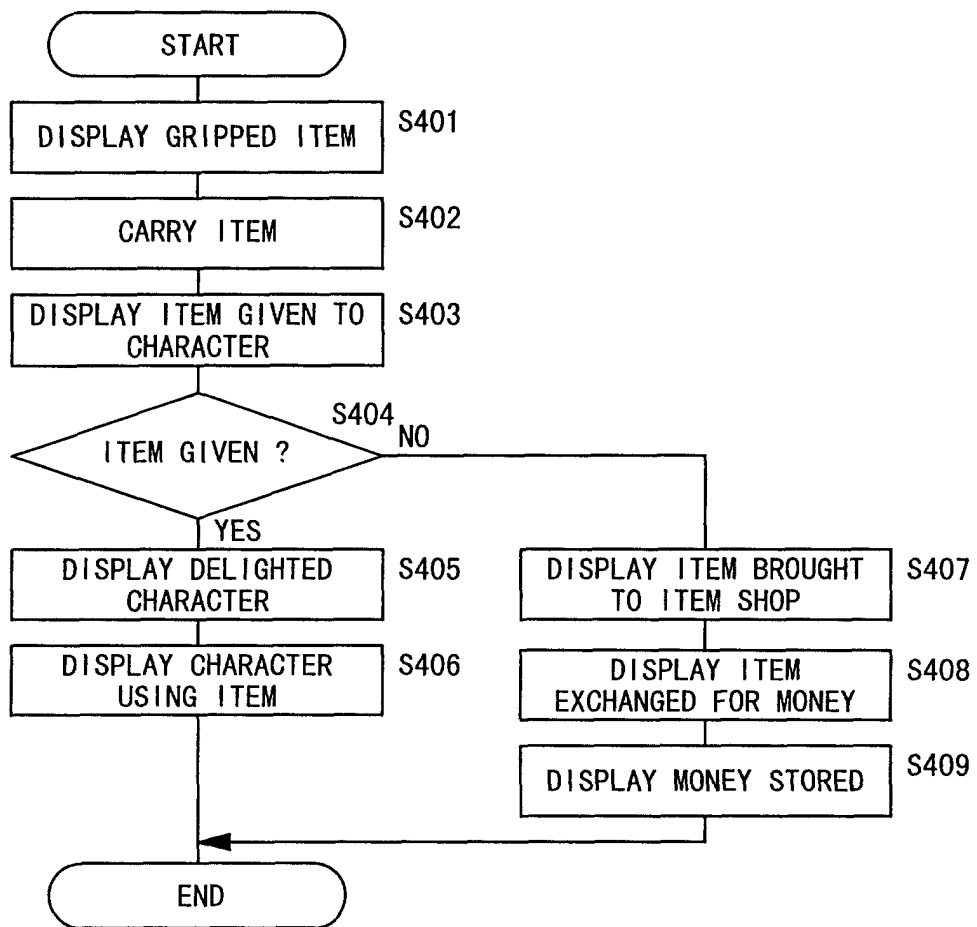 START
DISPLAY GRIPPED ITEM
S401
CARRY ITEM
S402
DISPLAY ITEM GIVEN TO
CHARACTER
S403
S404
ITEM GIVEN ?
NO
YES
DISPLAY DELIGHTED
CHARACTER
S405
DISPLAY CHARACTER
USING ITEM
S406
DISPLAY ITEM BROUGHT
TO ITEM SHOP
S407
DISPLAY ITEM
EXCHANGED FOR MONEY
S408
DISPLAY MONEY STORED
S409
END